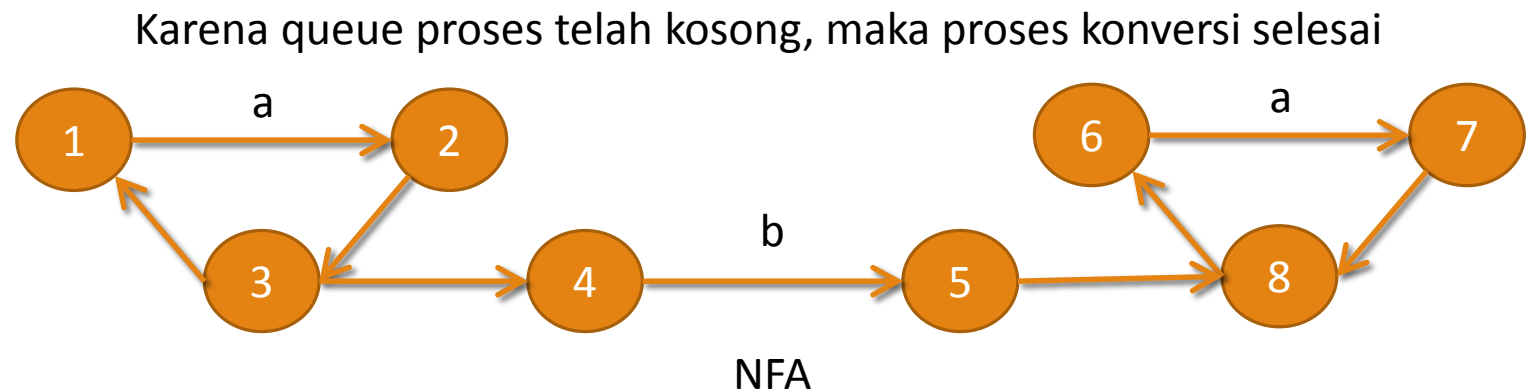 Karena queue proses telah kosong, maka proses konversi selesai
a
a
1
2
6
7
b
3
4
5
8
NFA